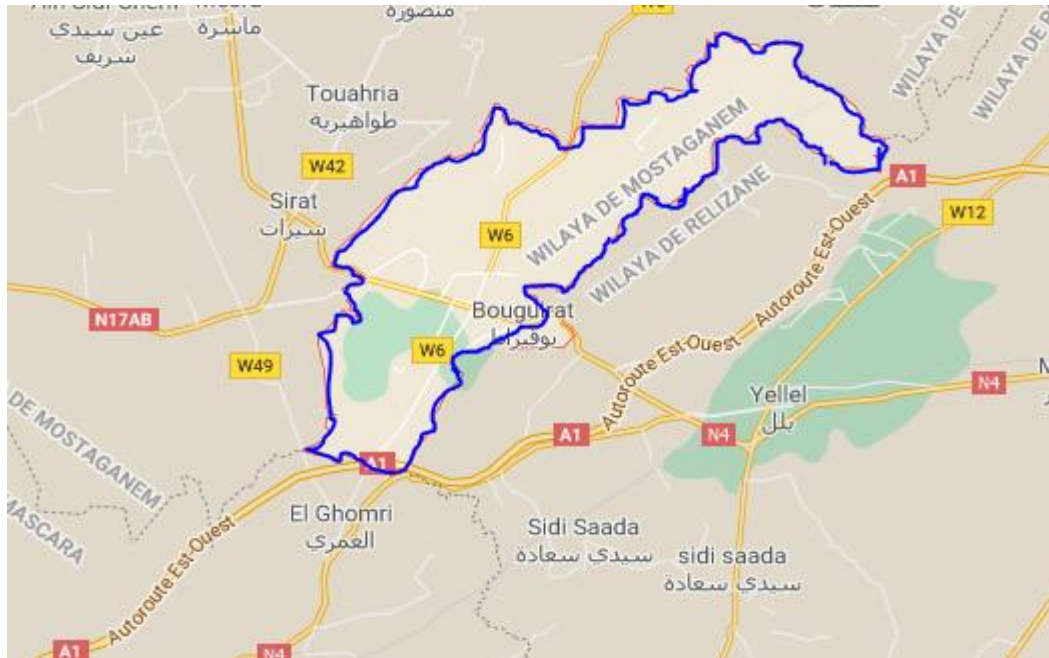 عين سيدي
شريف
ماسرة
منصورة
Touahria
طواهرية
W42
Sirat
سيرات
W6
WILAYA DE MOSTAGANEM
WILAYA DE RELIZANE
A1
W12
N17AB
Bouguirat
بوقيراط
W6
W49
Autoroute Est-Ouest
Autoroute Est-Ouest
Yellel
يلل
N4
N4
A1
A1
DE MOSTAGANEM
MASCARA
El Ghomri
العمري
Sidi Saada
سيدي سعادة
sidi saada
سيدي سعادة
Autoroute Est-Ouest
A1
N4